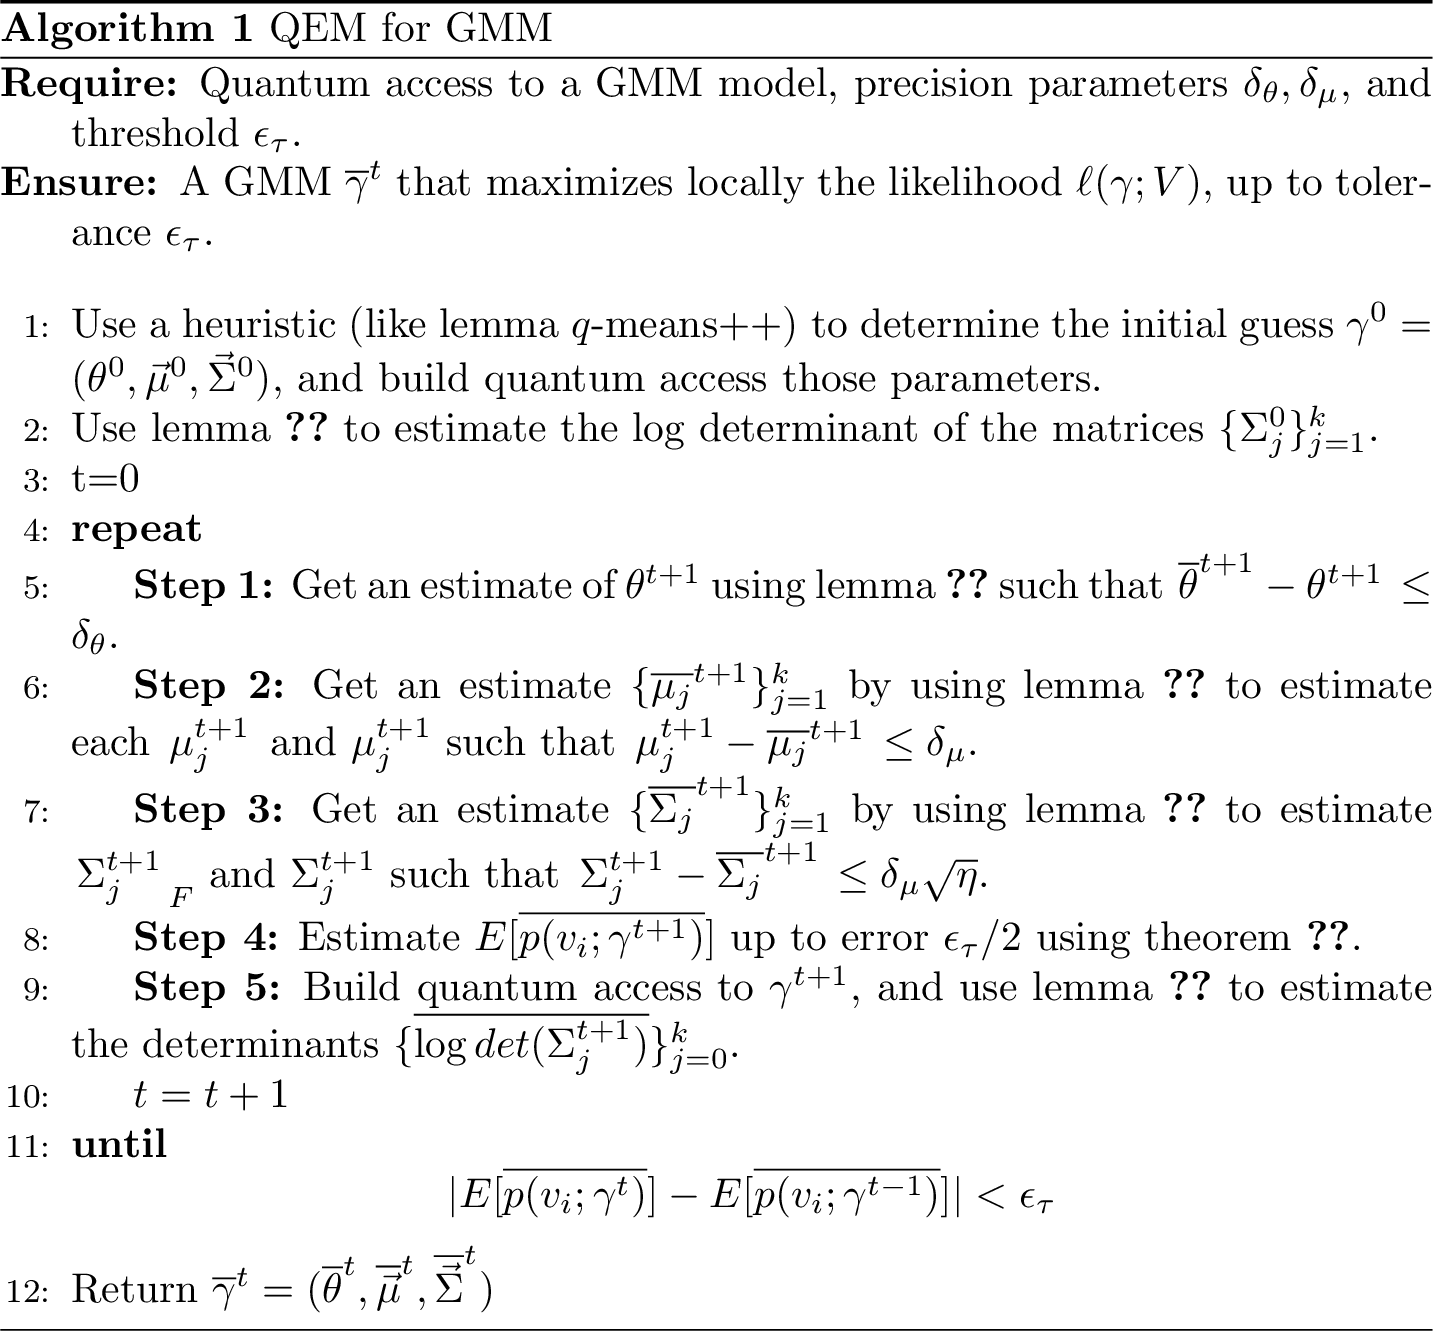 Algorithm 1 QEM for GMM
Require: Quantum access to a GMM model, precision parameters $\delta_\theta, \delta_\mu$, and
threshold $\epsilon_\tau$.
Ensure: A GMM $\overline{\gamma}^t$ that maximizes locally the likelihood $\ell(\gamma; V)$, up to toler-
ance $\epsilon_\tau$.
1: Use a heuristic (like lemma $q$-means++) to determine the initial guess $\gamma^0 =$
$(\theta^0, \vec{\mu}^0, \vec{\Sigma}^0)$, and build quantum access those parameters.
2: Use lemma ?? to estimate the log determinant of the matrices $\{\Sigma_j^0\}_{j=1}^k$.
3: t=0
4: repeat
5: Step 1: Get an estimate of $\theta^{t+1}$ using lemma ?? such that $\overline{\theta}^{t+1} - \theta^{t+1} \leq$
$\delta_\theta$.
6: Step 2: Get an estimate $\{\overline{\mu_j}^{t+1}\}_{j=1}^k$ by using lemma ?? to estimate
each $\mu_j^{t+1}$ and $\mu_j^{t+1}$ such that $\mu_j^{t+1} - \overline{\mu_j}^{t+1} \leq \delta_\mu$.
7: Step 3: Get an estimate $\{\overline{\Sigma_j}^{t+1}\}_{j=1}^k$ by using lemma ?? to estimate
$\Sigma_j^{t+1}{}_F$ and $\Sigma_j^{t+1}$ such that $\Sigma_j^{t+1} - \overline{\Sigma_j}^{t+1} \leq \delta_\mu \sqrt{\eta}$.
8: Step 4: Estimate $E[\overline{p(v_i; \gamma^{t+1})}]$ up to error $\epsilon_\tau/2$ using theorem ??.
9: Step 5: Build quantum access to $\gamma^{t+1}$, and use lemma ?? to estimate
the determinants $\{\overline{\log det(\Sigma_j^{t+1})}\}_{j=0}^k$.
10: $t = t + 1$
11: until
$|E[\overline{p(v_i; \gamma^t)}] - E[\overline{p(v_i; \gamma^{t-1})}]| < \epsilon_\tau$
12: Return $\overline{\gamma}^t = (\overline{\theta}^t, \overline{\vec{\mu}}^t, \overline{\vec{\Sigma}}^t)$